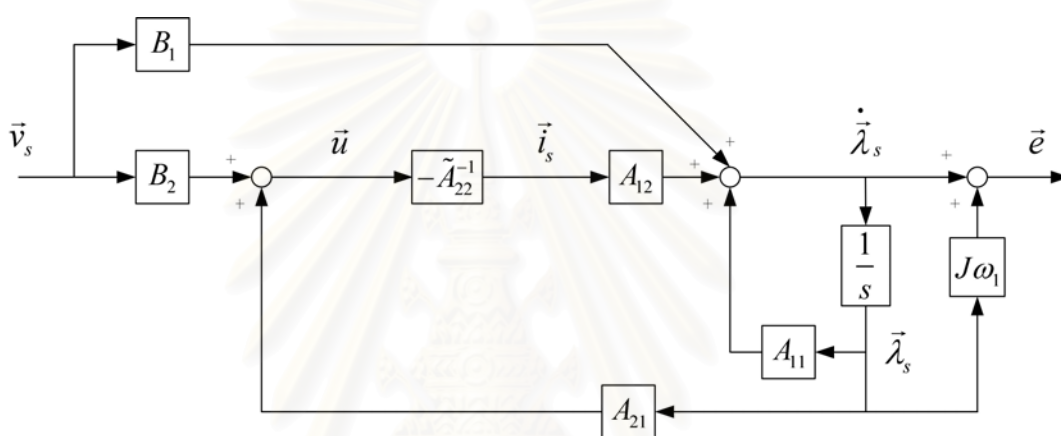 B₁
v⃗ₛ
B₂
+
+
u⃗
−Ã₂₂⁻¹
i⃗ₛ
A₁₂
+
+
+
λ⃗̇ₛ
+
+
e⃗
1/s
Jω₁
A₁₁
λ⃗ₛ
A₂₁